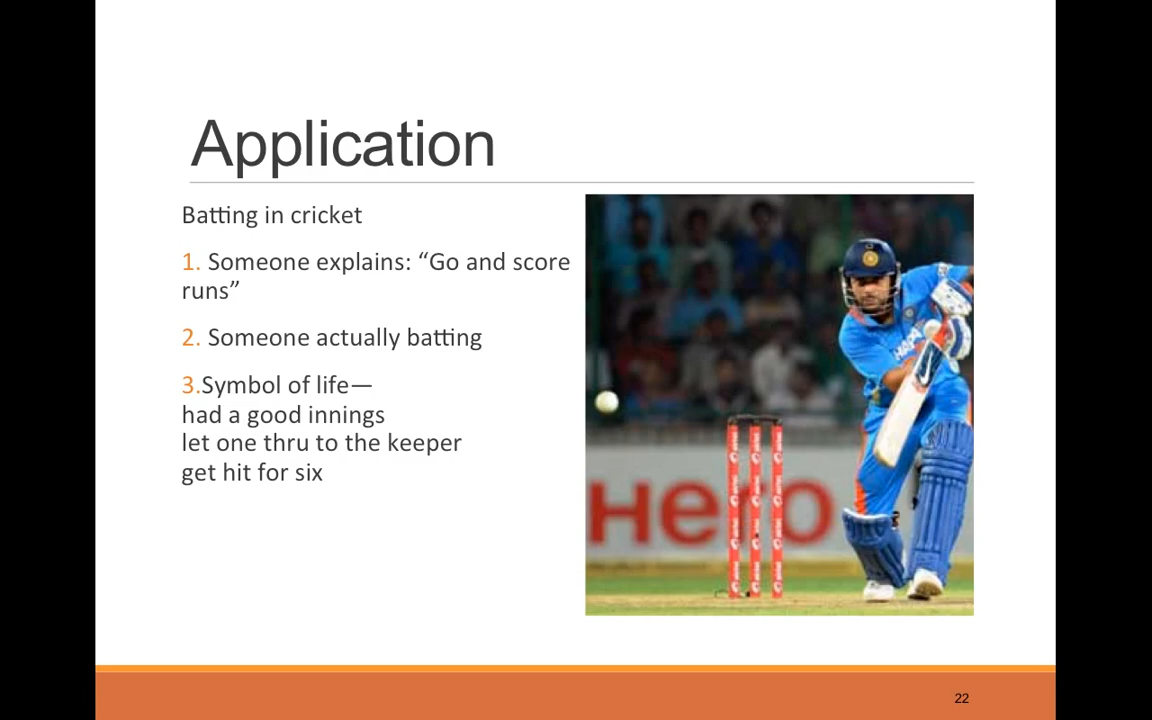 Application
Batting in cricket
1. Someone explains: “Go and score
runs”
2. Someone actually batting
3.Symbol of life—
had a good innings
let one thru to the keeper
get hit for six
Hero
22